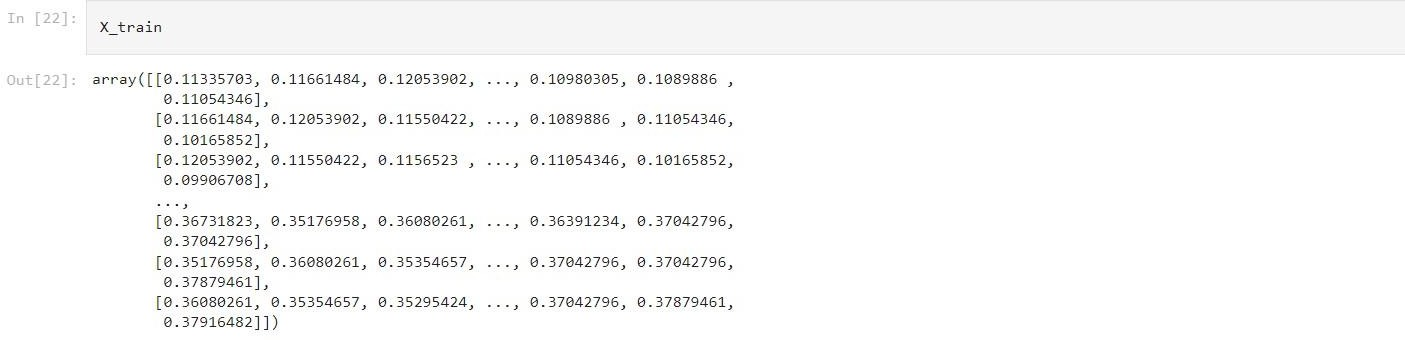 In [22]: X_train
Out[22]: array([[0.11335703, 0.11661484, 0.12053902, ..., 0.10980305, 0.1089886 ,
0.11054346],
[0.11661484, 0.12053902, 0.11550422, ..., 0.1089886 , 0.11054346,
0.10165852],
[0.12053902, 0.11550422, 0.1156523 , ..., 0.11054346, 0.10165852,
0.09906708],
...,
[0.36731823, 0.35176958, 0.36080261, ..., 0.36391234, 0.37042796,
0.37042796],
[0.35176958, 0.36080261, 0.35354657, ..., 0.37042796, 0.37042796,
0.37879461],
[0.36080261, 0.35354657, 0.35295424, ..., 0.37042796, 0.37879461,
0.37916482]])